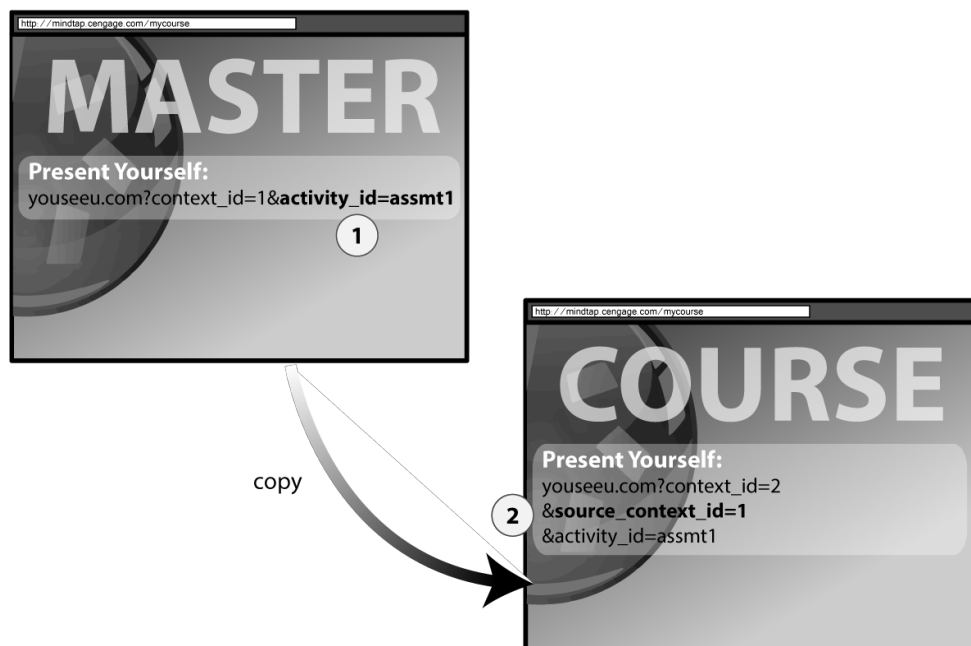 http://mindtap.cengage.com/mycourse
MASTER
Present Yourself:
youseeu.com?context_id=1&activity_id=assmt1
1
copy
http://mindtap.cengage.com/mycourse
COURSE
Present Yourself:
youseeu.com?context_id=2
2
&source_context_id=1
&activity_id=assmt1